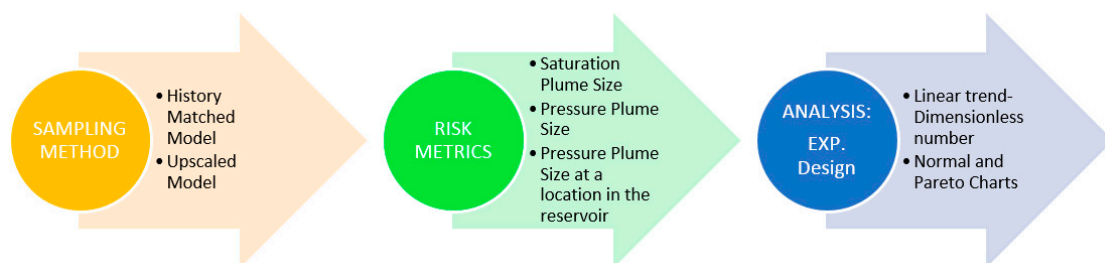 SAMPLING
METHOD
• History
Matched
Model
• Upscaled
Model
RISK
METRICS
• Saturation
Plume Size
• Pressure Plume
Size
• Pressure Plume
Size at a
location in the
reservoir
ANALYSIS:
EXP.
Design
• Linear trend-
Dimensionless
number
• Normal and
Pareto Charts